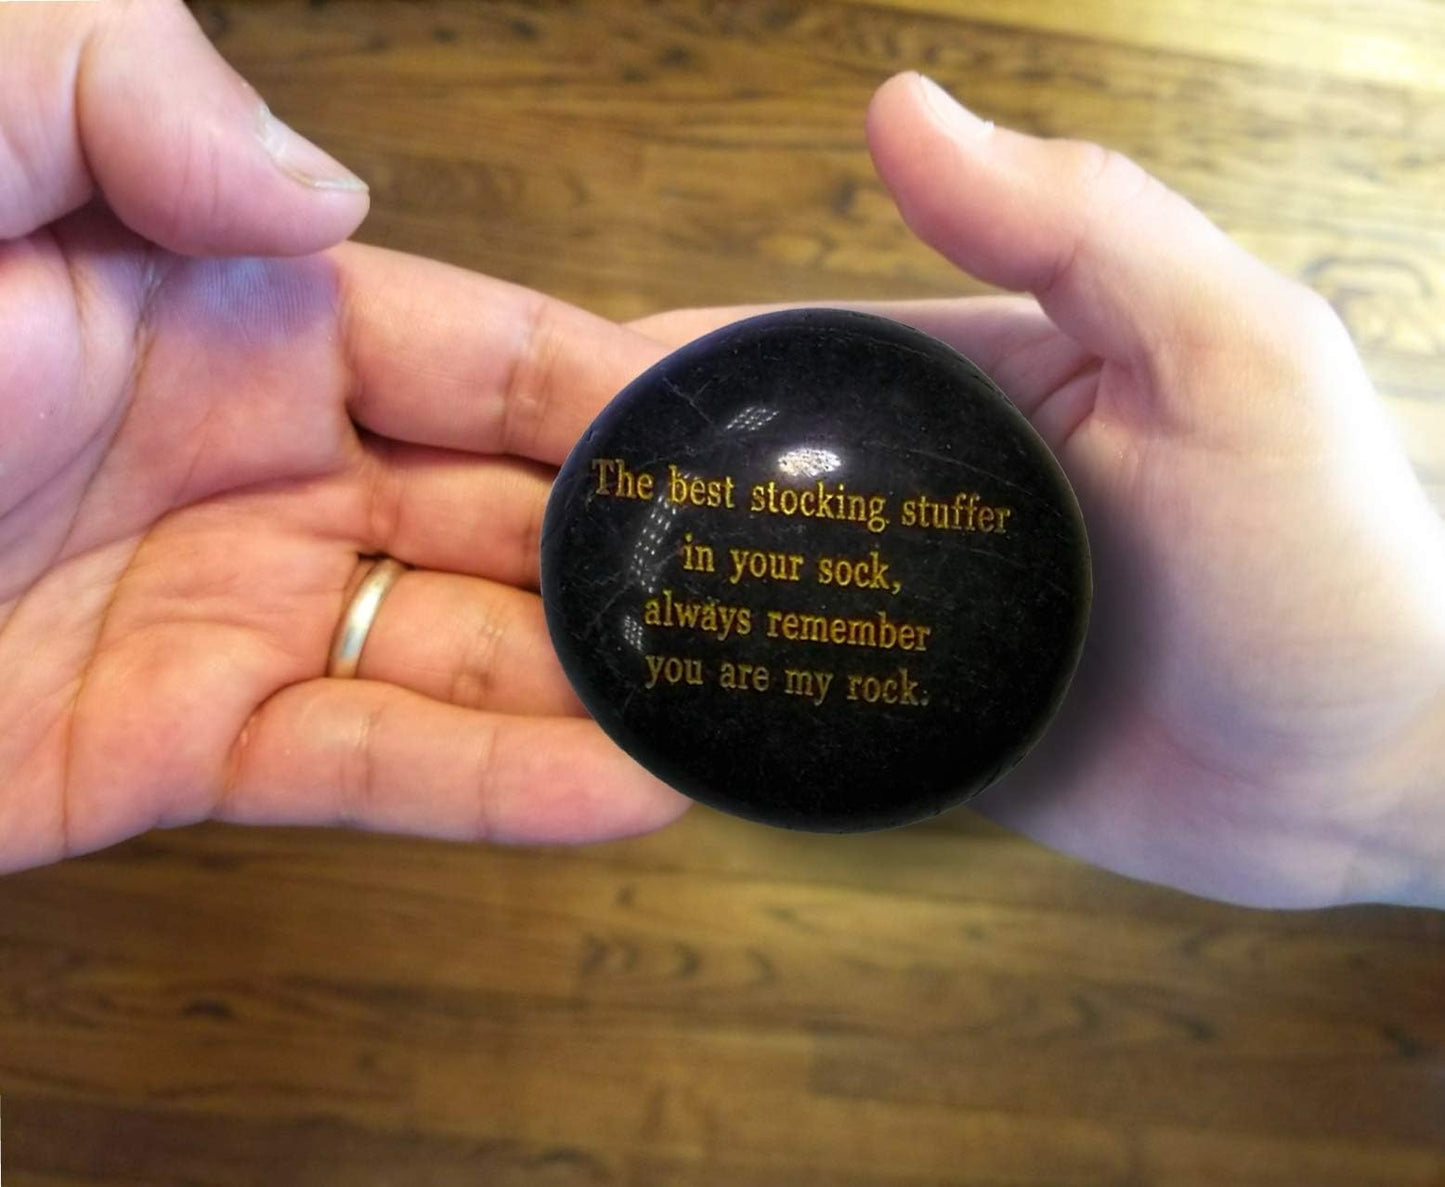 The best stocking stuffer
in your sock,
always remember
you are my rock.